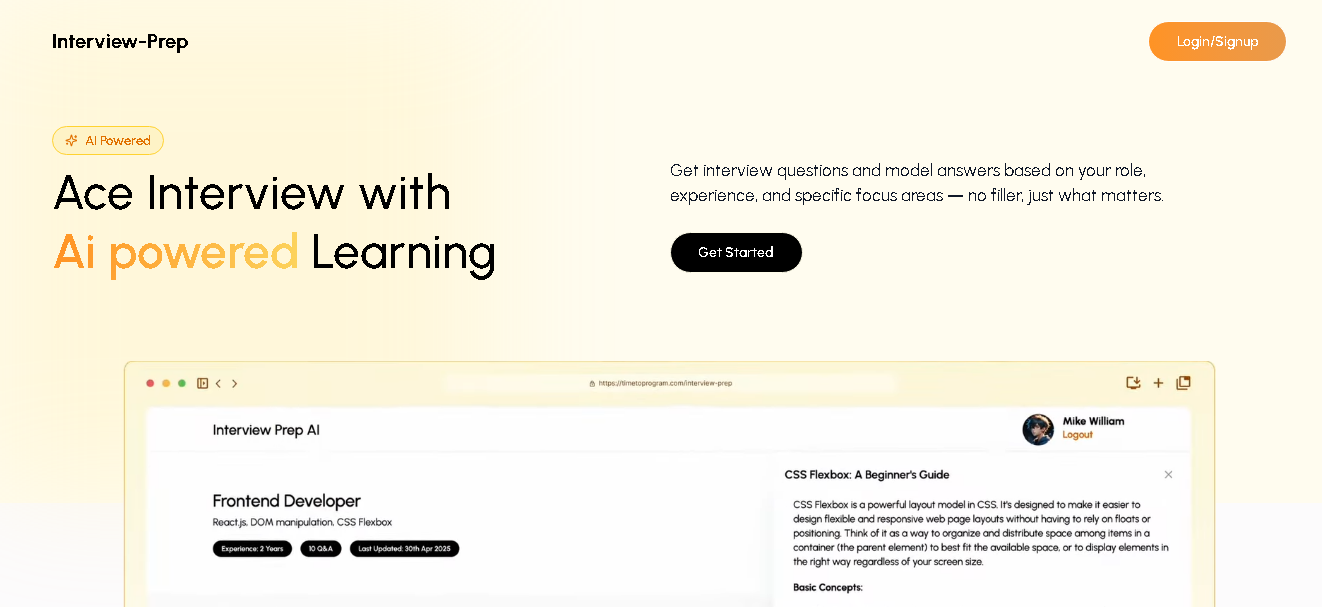 Interview-Prep
Login/Signup
AI Powered
Ace Interview with
Ai powered Learning
Get interview questions and model answers based on your role,
experience, and specific focus areas — no filler, just what matters.
Get Started
https://timetoprogram.com/interview-prep
Interview Prep AI
Mike William
Logout
Frontend Developer
React.js, DOM manipulation, CSS Flexbox
Experience: 2 Years
10 Q&A
Last Updated: 30th Apr 2025
CSS Flexbox: A Beginner's Guide
CSS Flexbox is a powerful layout model in CSS. It's designed to make it easier to
design flexible and responsive web page layouts without having to rely on floats or
positioning. Think of it as a way to organize and distribute space among items in a
container (the parent element) to best fit the available space, or to display elements in
the right way regardless of your screen size.
Basic Concepts: